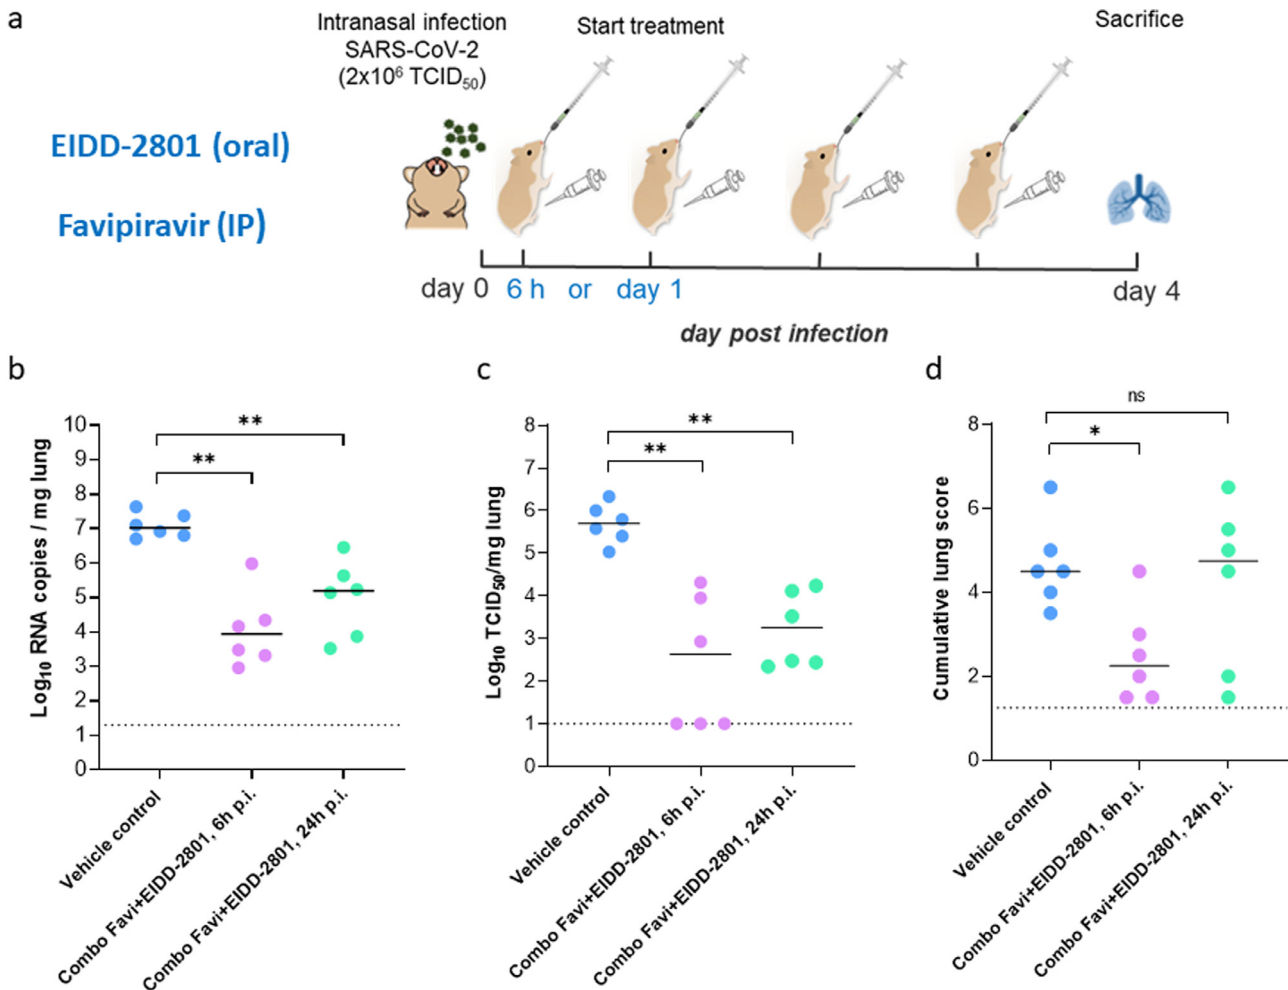 a
Intranasal infection
SARS-CoV-2
(2x10⁶ TCID₅₀)
Start treatment
Sacrifice
EIDD-2801 (oral)
Favipiravir (IP)
day 0
6 h
or
day 1
day 4
day post infection
b
Log₁₀ RNA copies / mg lung
10
9
8
7
6
5
4
3
2
1
0
**
**
Vehicle control
Combo Favi+EIDD-2801, 6h p.i.
Combo Favi+EIDD-2801, 24h p.i.
c
Log₁₀ TCID₅₀/mg lung
8
7
6
5
4
3
2
1
0
**
**
Vehicle control
Combo Favi+EIDD-2801, 6h p.i.
Combo Favi+EIDD-2801, 24h p.i.
d
Cumulative lung score
8
6
4
2
0
ns
*
Vehicle control
Combo Favi+EIDD-2801, 6h p.i.
Combo Favi+EIDD-2801, 24h p.i.